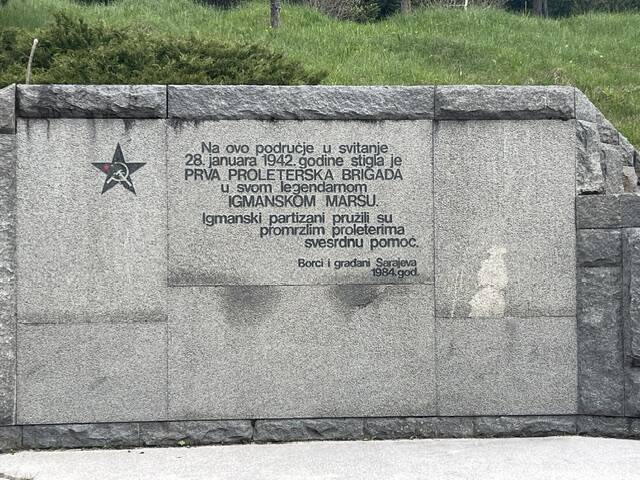 Na ovo područje u svitanje
28. januara 1942. godine stigla je
PRVA PROLETERSKA BRIGADA
u svom legendarnom
IGMANSKOM MARŠU.
Igmanski partizani pružili su
promrzlim proleterima
svesrdnu pomoć.
Borci i građani Sarajeva
1984. god.